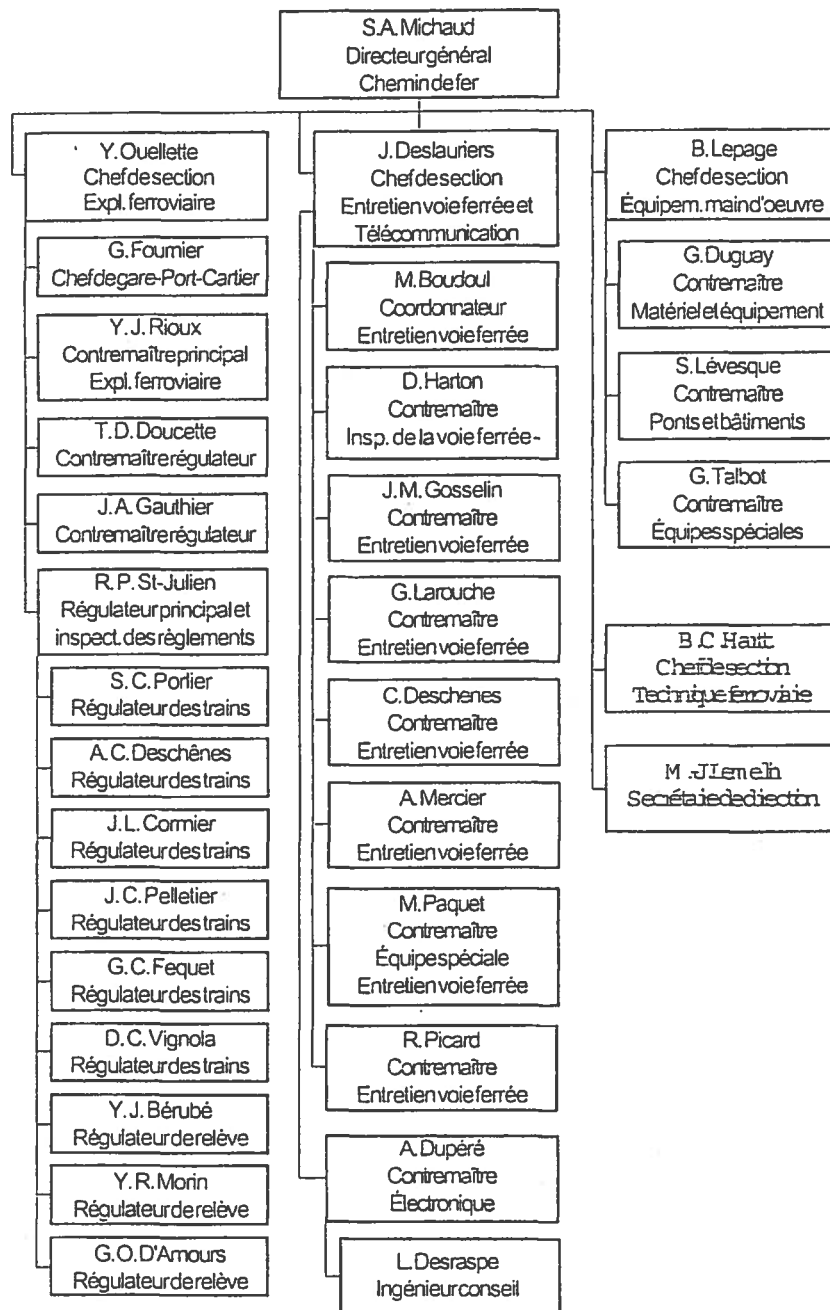 S.A. Michaud
Directeur général
Chemin de fer
Y. Ouellette
Chef de section
Expl. ferroviaire
G. Fournier
Chef de gare-Port-Cartier
Y. J. Rioux
Contremaître principal
Expl. ferroviaire
T. D. Doucette
Contremaître régulateur
J. A. Gauthier
Contremaître régulateur
R. P. St-Julien
Régulateur principal et
inspect. des règlements
S. C. Porlier
Régulateur des trains
A. C. Deschênes
Régulateur des trains
J. L. Cormier
Régulateur des trains
J. C. Pelletier
Régulateur des trains
G. C. Fequet
Régulateur des trains
D. C. Vignola
Régulateur des trains
Y. J. Bérubé
Régulateur de relève
Y. R. Morin
Régulateur de relève
G. O. D'Amours
Régulateur de relève
J. Deslauriers
Chef de section
Entretien voie ferrée et
Télécommunication
M. Boudoul
Coordonnateur
Entretien voie ferrée
D. Harton
Contremaître
Insp. de la voie ferrée -
J. M. Gosselin
Contremaître
Entretien voie ferrée
G. Larouche
Contremaître
Entretien voie ferrée
C. Deschenes
Contremaître
Entretien voie ferrée
A. Mercier
Contremaître
Entretien voie ferrée
M. Paquet
Contremaître
Équipe spéciale
Entretien voie ferrée
R. Picard
Contremaître
Entretien voie ferrée
A. Dupéré
Contremaître
Électronique
L. Desraspe
Ingénieur conseil
B. Lepage
Chef de section
Équipem. main d'oeuvre
G. Duguay
Contremaître
Matériel et équipement
S. Lévesque
Contremaître
Ponts et bâtiments
G. Talbot
Contremaître
Équipes spéciales
B.C.
Chef de section
Technique ferroviaire
M.-J. Lemelin
Secrétaire de direction